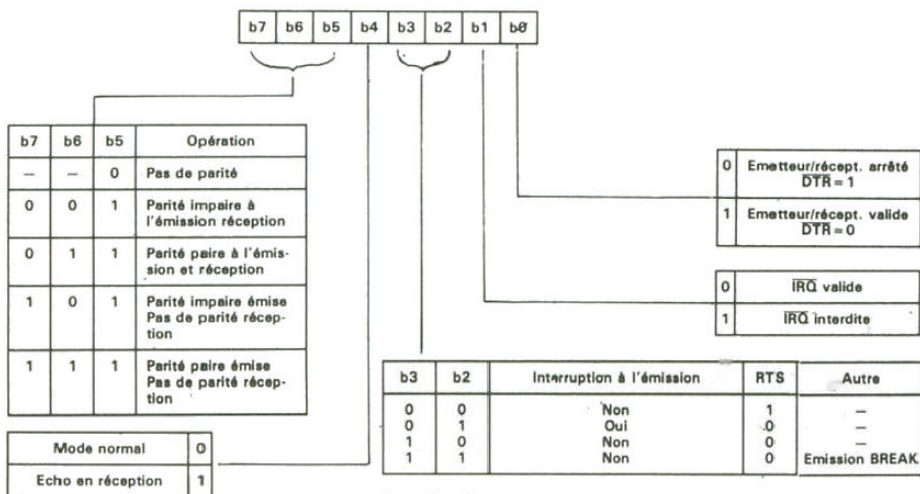 b7 b6 b5 b4 b3 b2 b1 b0
b7 b6 b5 Opération
— — 0 Pas de parité
0 0 1 Parité impaire à
l'émission réception
0 1 1 Parité paire à l'émis-
sion et réception
1 0 1 Parité impaire émise
Pas de parité récep-
tion
1 1 1 Parité paire émise
Pas de parité récep-
tion
Mode normal 0
Echo en réception 1
0 Emetteur/récept. arrêté
DTR = 1
1 Emetteur/récept. valide
DTR = 0
0 IRQ valide
1 IRQ interdite
b3 b2 Interruption à l'émission RTS Autre
0 0 Non 1 —
0 1 Oui 0 —
1 0 Non 0 —
1 1 Non 0 Emission BREAK